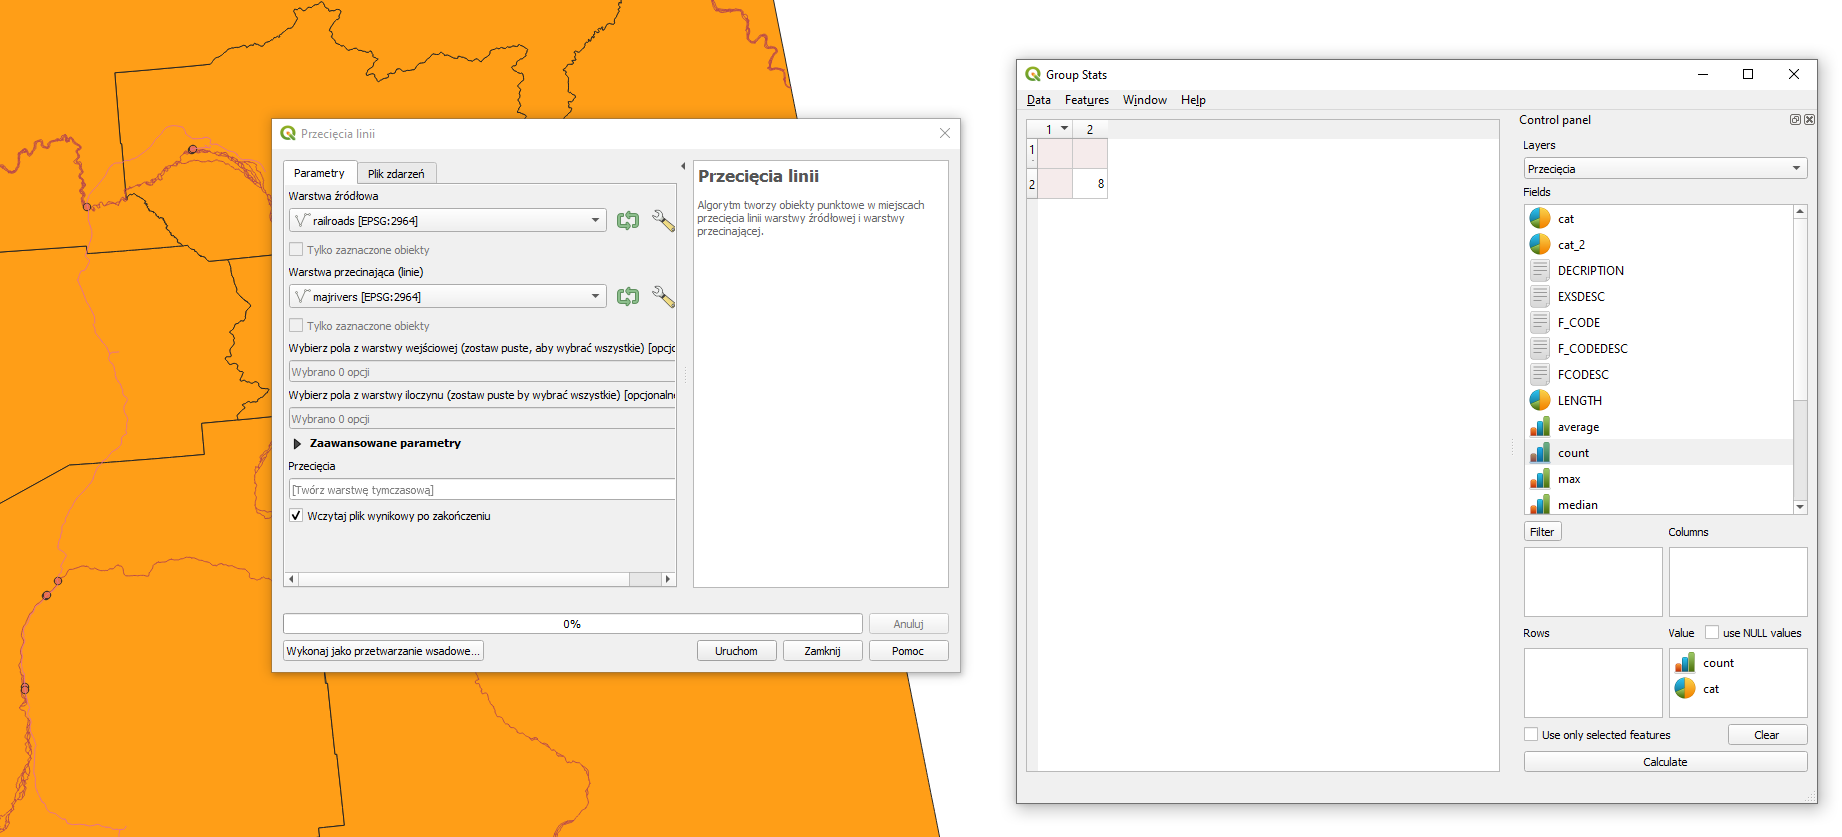 Przecięcia linii
Parametry
Plik zdarzeń
Warstwa źródłowa
railroads [EPSG:2964]
Tylko zaznaczone obiekty
Warstwa przecinająca (linie)
majrivers [EPSG:2964]
Tylko zaznaczone obiekty
Wybierz pola z warstwy wejściowej (zostaw puste, aby wybrać wszystkie) [opcjo
Wybrano 0 opcji
Wybierz pola z warstwy iloczynu (zostaw puste by wybrać wszystkie) [opcjonaln
Wybrano 0 opcji
Zaawansowane parametry
Przecięcia
[Twórz warstwę tymczasową]
Wczytaj plik wynikowy po zakończeniu
Przecięcia linii
Algorytm tworzy obiekty punktowe w miejscach
przecięcia linii warstwy źródłowej i warstwy
przecinającej.
0%
Anuluj
Wykonaj jako przetwarzanie wsadowe...
Uruchom
Zamknij
Pomoc
Group Stats
Data Features Window Help
1 2
1
2 8
Control panel
Layers
Przecięcia
Fields
cat
cat_2
DECRIPTION
EXSDESC
F_CODE
F_CODEDESC
FCODESC
LENGTH
average
count
max
median
Filter
Columns
Rows
Value
use NULL values
count
cat
Use only selected features
Clear
Calculate